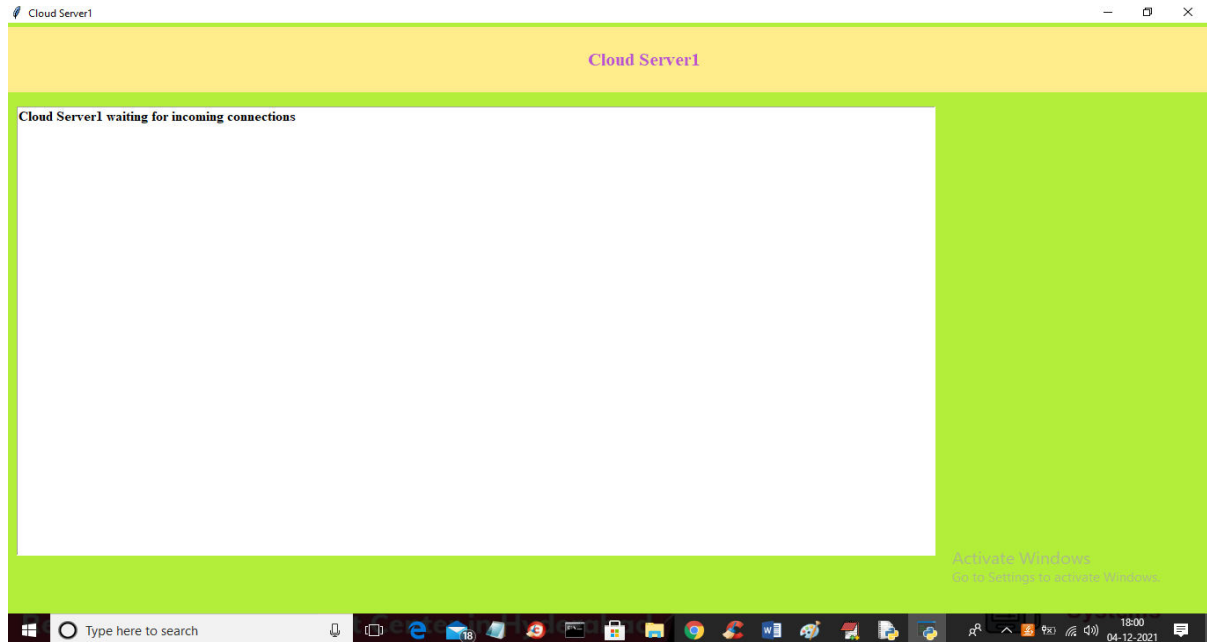 Cloud Server1
Cloud Server1
Cloud Server1 waiting for incoming connections
Activate Windows
Go to Settings to activate Windows.
Type here to search
18
18:00
04-12-2021